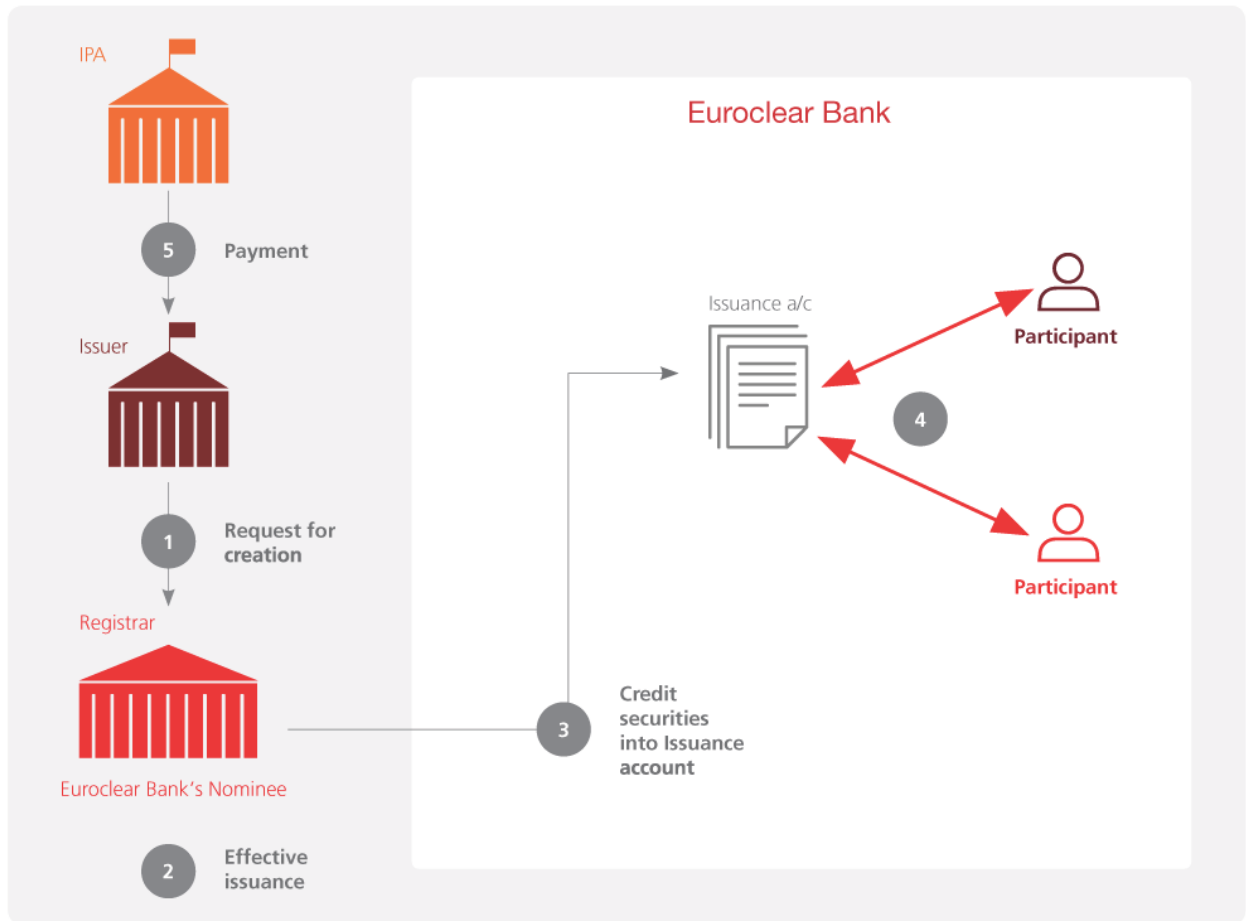 IPA
Euroclear Bank
5
Payment
Issuance a/c
Participant
Issuer
4
1
Request for
creation
Participant
Registrar
3
Credit
securities
into Issuance
account
Euroclear Bank's Nominee
2
Effective
issuance